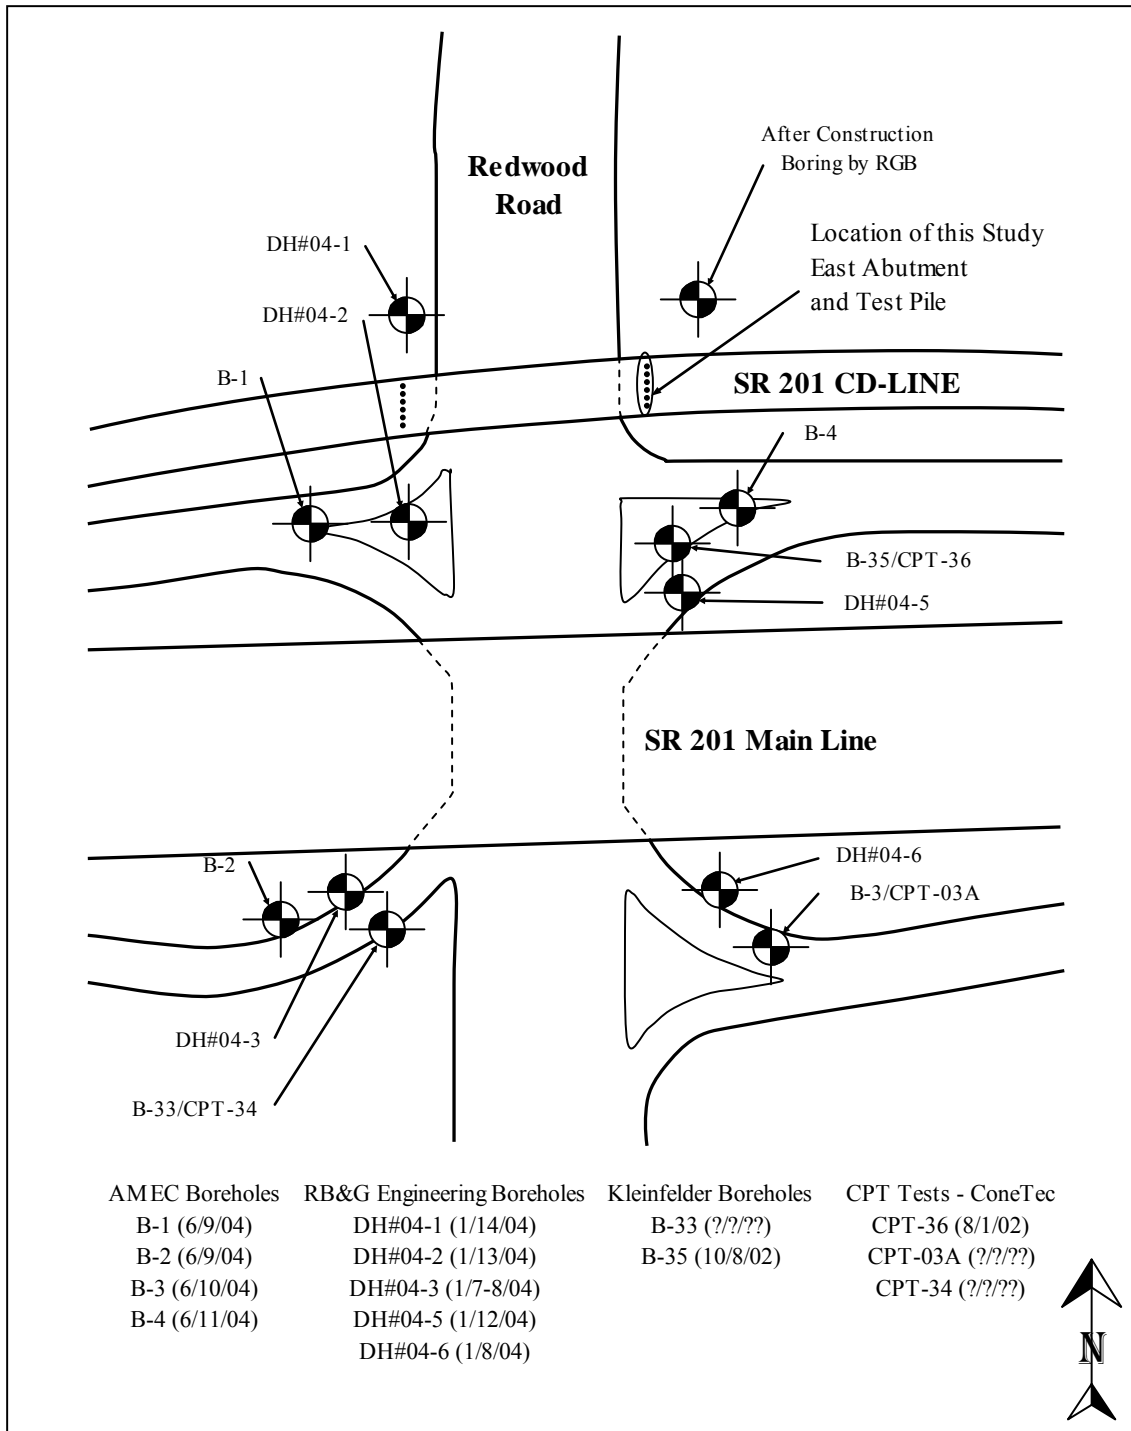 After Construction
Boring by RGB
Redwood
Road
Location of this Study
East Abutment
and Test Pile
DH#04-1
DH#04-2
B-1
SR 201 CD-LINE
B-4
B-35/CPT-36
DH#04-5
SR 201 Main Line
B-2
DH#04-6
B-3/CPT-03A
DH#04-3
B-33/CPT-34
AMEC Boreholes
B-1 (6/9/04)
B-2 (6/9/04)
B-3 (6/10/04)
B-4 (6/11/04)
RB&G Engineering Boreholes
DH#04-1 (1/14/04)
DH#04-2 (1/13/04)
DH#04-3 (1/7-8/04)
DH#04-5 (1/12/04)
DH#04-6 (1/8/04)
Kleinfelder Boreholes
B-33 (?/?/??)
B-35 (10/8/02)
CPT Tests - ConeTec
CPT-36 (8/1/02)
CPT-03A (?/?/??)
CPT-34 (?/?/??)
N